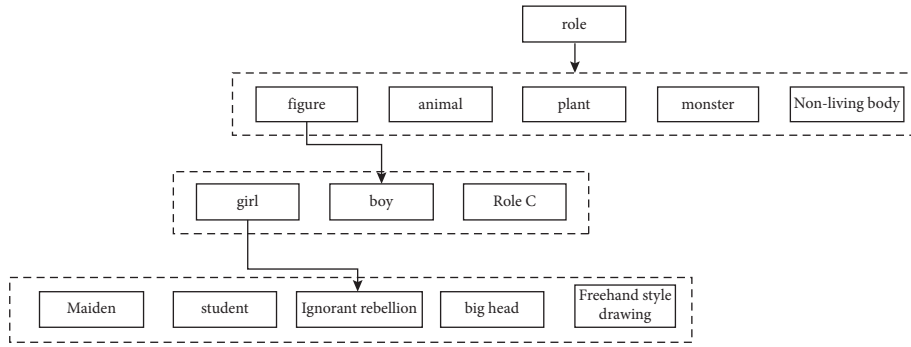 role
figure
animal
plant
monster
Non-living body
girl
boy
Role C
Maiden
student
Ignorant rebellion
big head
Freehand style
drawing